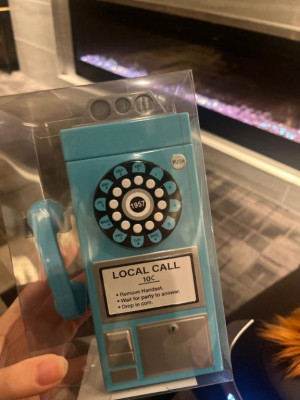 1957
LOCAL CALL
10¢
• Remove Handset.
• Wait for party to answer.
• Drop in coin.